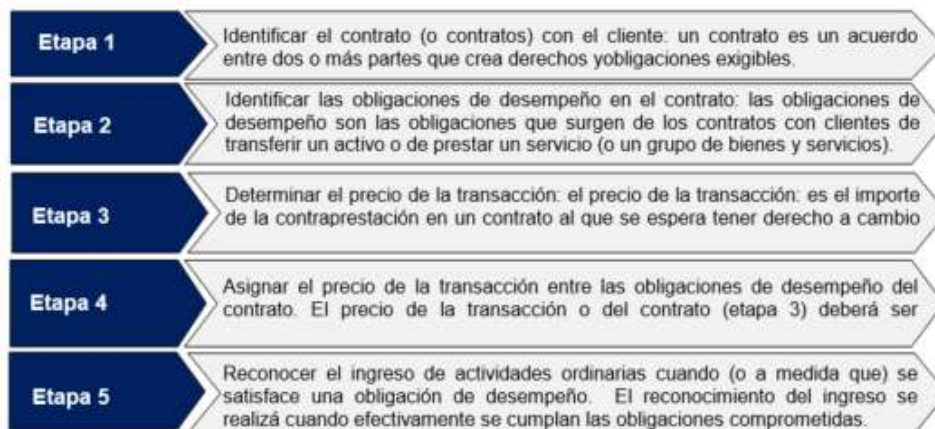 Etapa 1
Identificar el contrato (o contratos) con el cliente: un contrato es un acuerdo
entre dos o más partes que crea derechos yobligaciones exigibles.
Etapa 2
Identificar las obligaciones de desempeño en el contrato: las obligaciones de
desempeño son las obligaciones que surgen de los contratos con clientes de
transferir un activo o de prestar un servicio (o un grupo de bienes y servicios).
Etapa 3
Determinar el precio de la transacción: el precio de la transacción: es el importe
de la contraprestación en un contrato al que se espera tener derecho a cambio
Etapa 4
Asignar el precio de la transacción entre las obligaciones de desempeño del
contrato. El precio de la transacción o del contrato (etapa 3) deberá ser
Etapa 5
Reconocer el ingreso de actividades ordinarias cuando (o a medida que) se
satisface una obligación de desempeño. El reconocimiento del ingreso se
realizá cuando efectivamente se cumplan las obligaciones comprometidas.